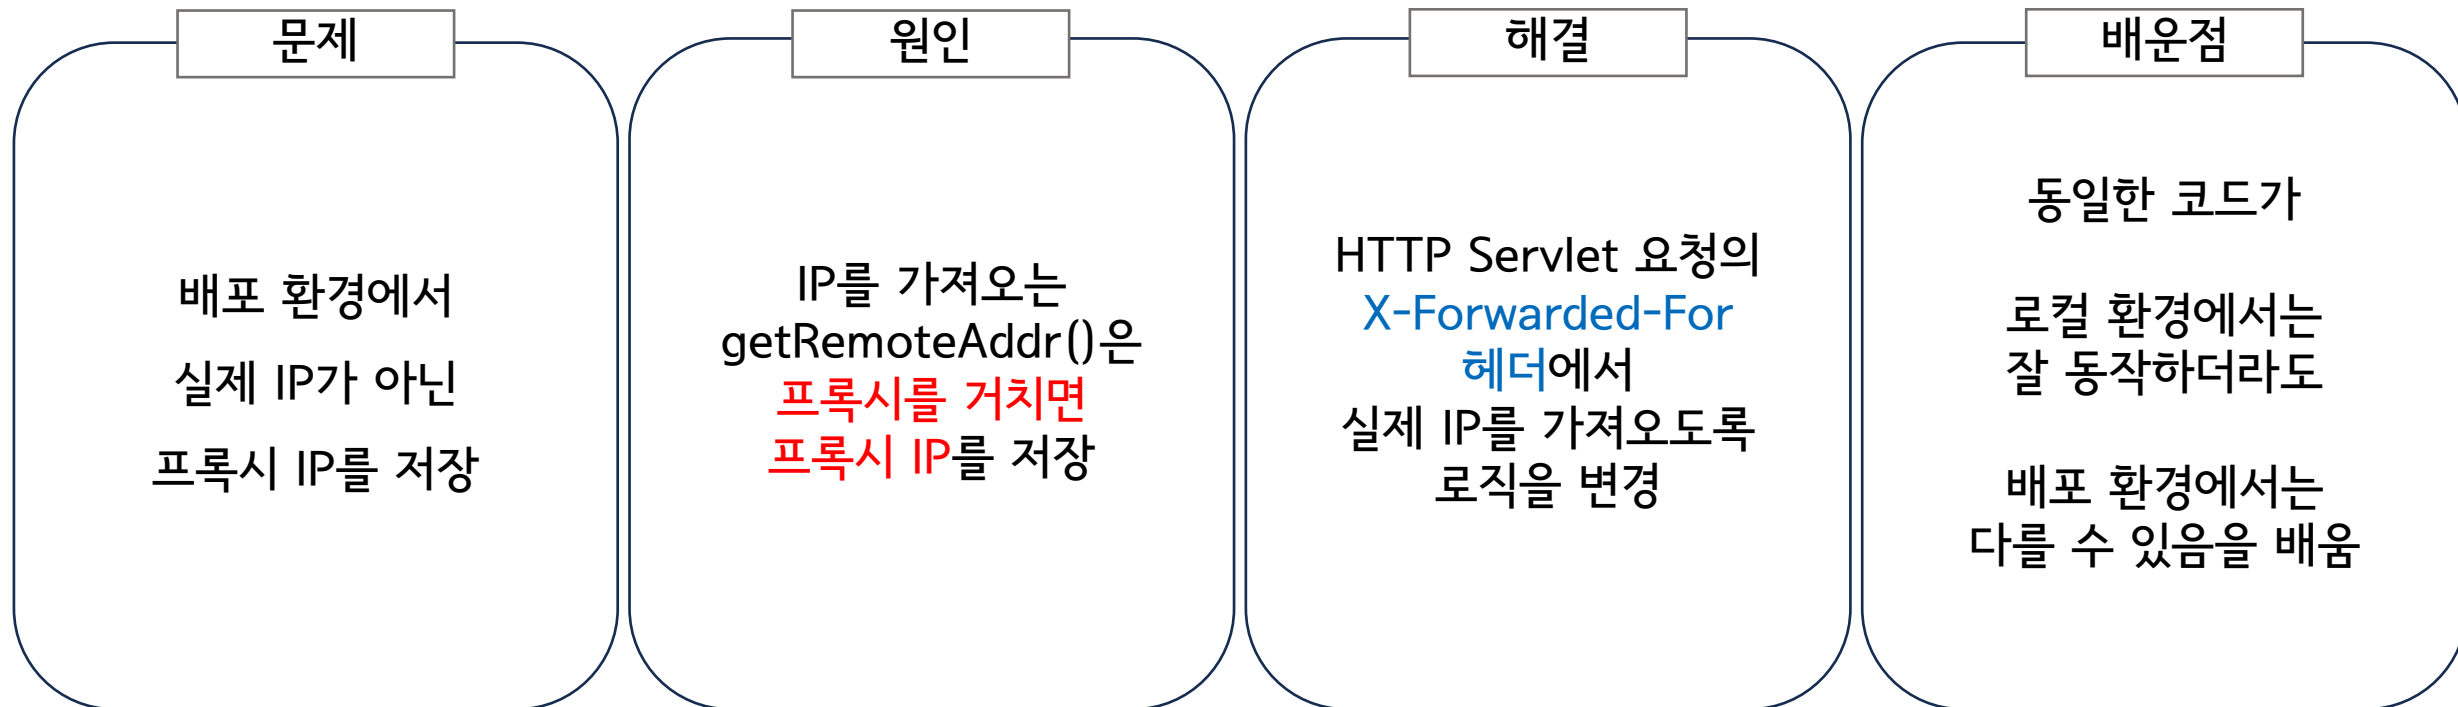 문제
배포 환경에서
실제 IP가 아닌
프록시 IP를 저장
원인
IP를 가져오는
getRemoteAddr()은
프록시를 거치면
프록시 IP를 저장
해결
HTTP Servlet 요청의
X-Forwarded-For
헤더에서
실제 IP를 가져오도록
로직을 변경
배운점
동일한 코드가
로컬 환경에서는
잘 동작하더라도
배포 환경에서는
다를 수 있음을 배움